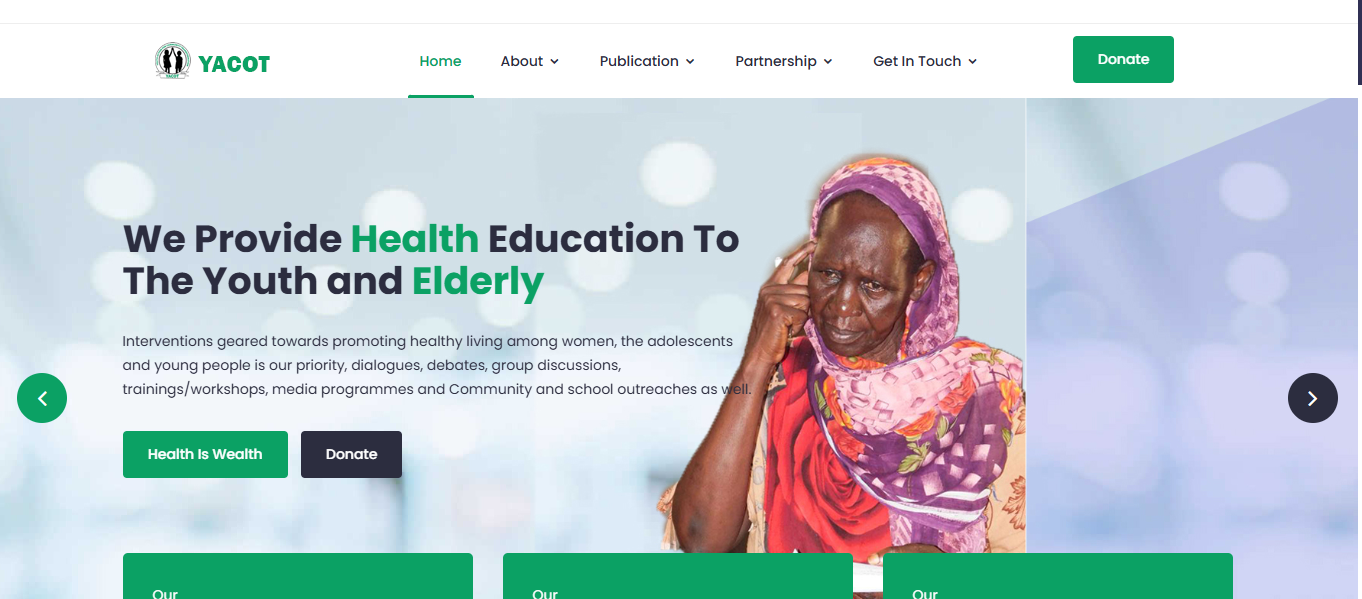 YACOT
YACOT
Home
About
Publication
Partnership
Get In Touch
Donate
We Provide Health Education To
The Youth and Elderly
Interventions geared towards promoting healthy living among women, the adolescents
and young people is our priority, dialogues, debates, group discussions,
trainings/workshops, media programmes and Community and school outreaches as well.
Health Is Wealth
Donate
Our
Our
Our